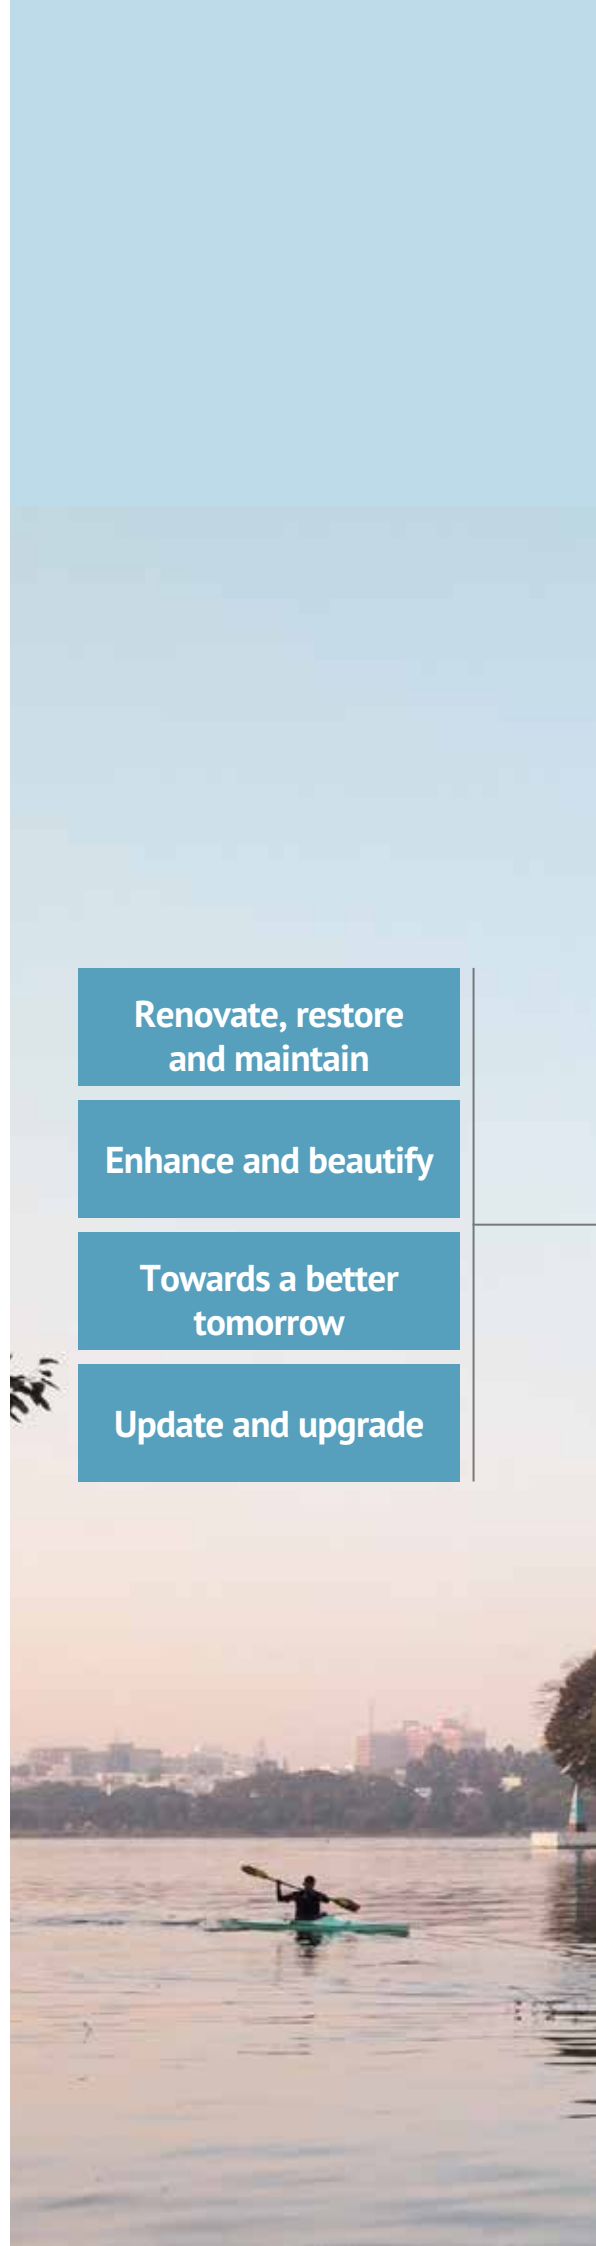 Renovate, restore
and maintain
Enhance and beautify
Towards a better
tomorrow
Update and upgrade